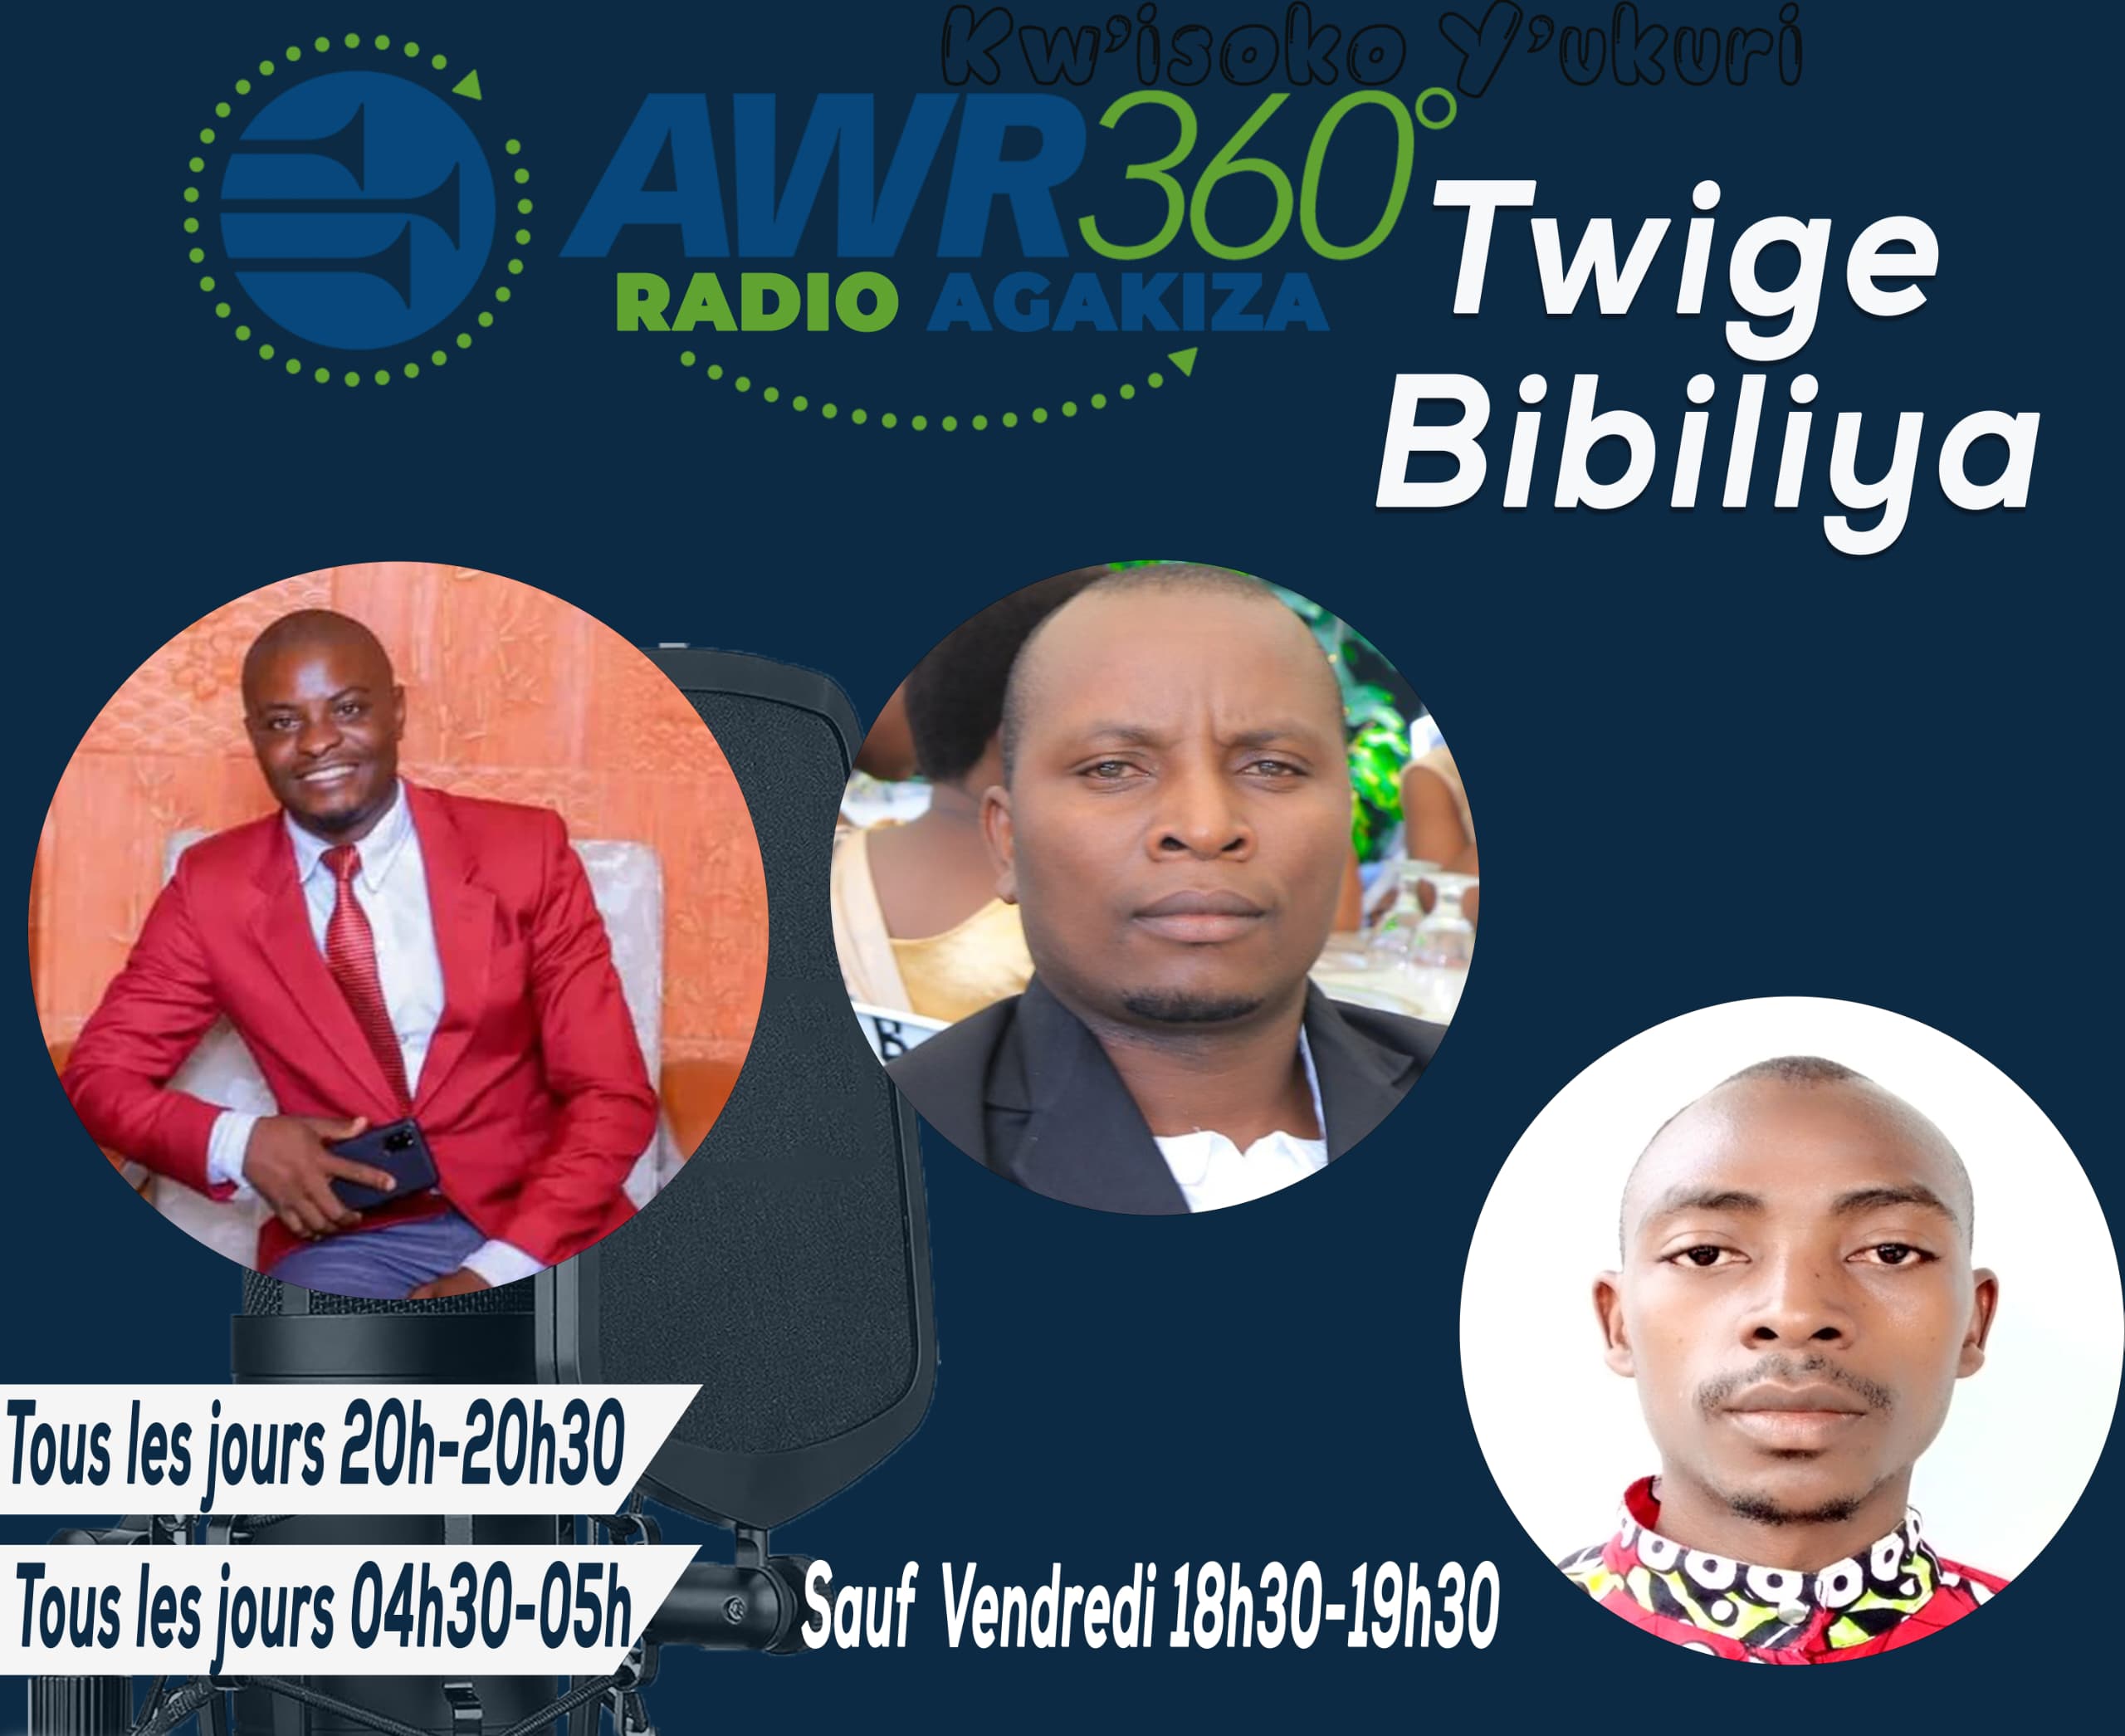 Kw'isoko Y'ukuri
AWR360°
RADIO AGAKIZA
Twige
Bibiliya
B
Tous les jours 20h-20h30
Tous les jours 04h30-05h
Sauf Vendredi 18h30-19h30